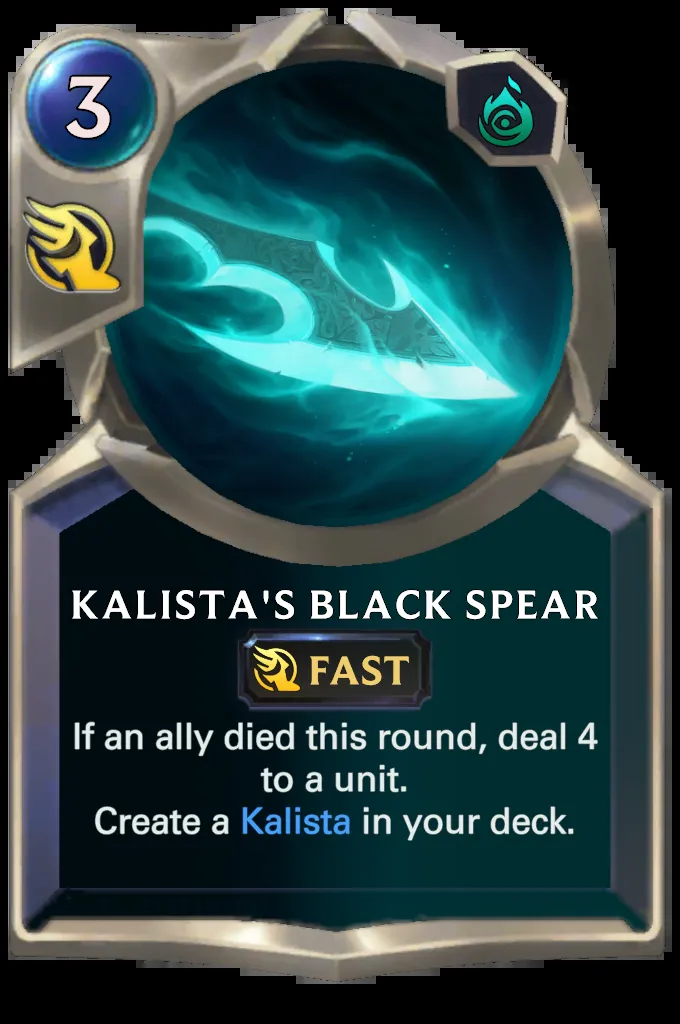 3
KALISTA'S BLACK SPEAR
FAST
If an ally died this round, deal 4
to a unit.
Create a Kalista in your deck.